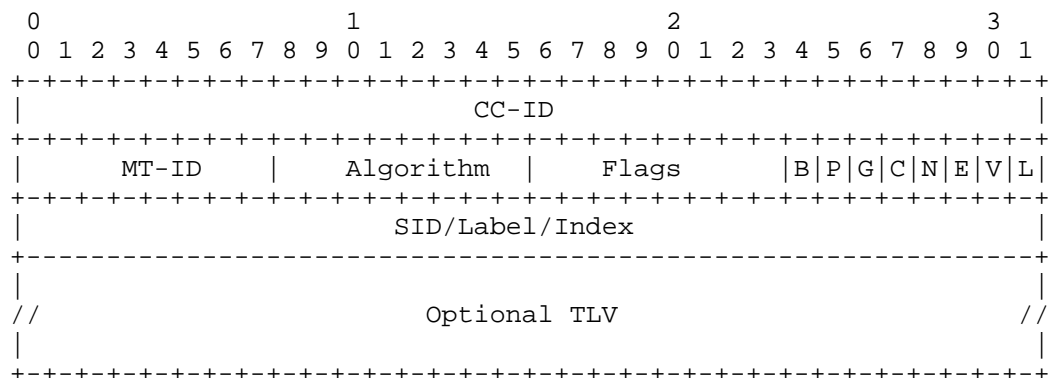 0                   1                   2                   3
 0 1 2 3 4 5 6 7 8 9 0 1 2 3 4 5 6 7 8 9 0 1 2 3 4 5 6 7 8 9 0 1
+-+-+-+-+-+-+-+-+-+-+-+-+-+-+-+-+-+-+-+-+-+-+-+-+-+-+-+-+-+-+-+-+
|                            CC-ID                              |
+-+-+-+-+-+-+-+-+-+-+-+-+-+-+-+-+-+-+-+-+-+-+-+-+-+-+-+-+-+-+-+-+
|      MT-ID    |    Algorithm  |    Flags      |B|P|G|C|N|E|V|L|
+-+-+-+-+-+-+-+-+-+-+-+-+-+-+-+-+-+-+-+-+-+-+-+-+-+-+-+-+-+-+-+-+
|                       SID/Label/Index                         |
+---------------------------------------------------------------+
|                                                               |
//                        Optional TLV                         //
|                                                               |
+-+-+-+-+-+-+-+-+-+-+-+-+-+-+-+-+-+-+-+-+-+-+-+-+-+-+-+-+-+-+-+-+